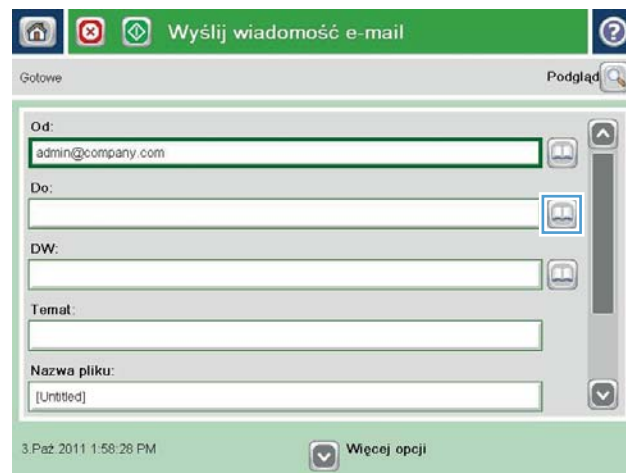 Wyślij wiadomość e-mail
Gotowe
Podgląd
Od:
admin@company.com
Do:
DW:
Temat:
Nazwa pliku:
[Untitled]
3.Paź.2011 1:58:28 PM
Więcej opcji